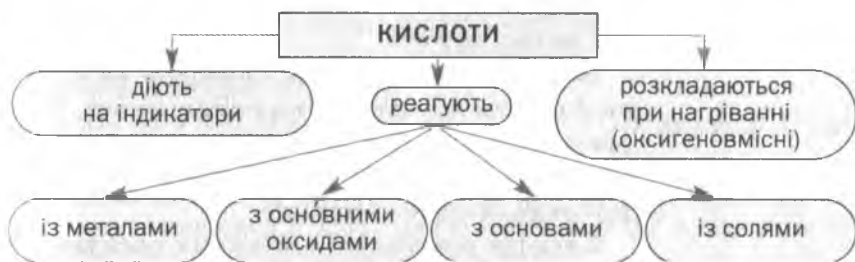 КИСЛОТИ
діють
на індикатори
реагують
розкладаються
при нагріванні
(оксигеновмісні)
із металами
з основними
оксидами
з основами
із солями